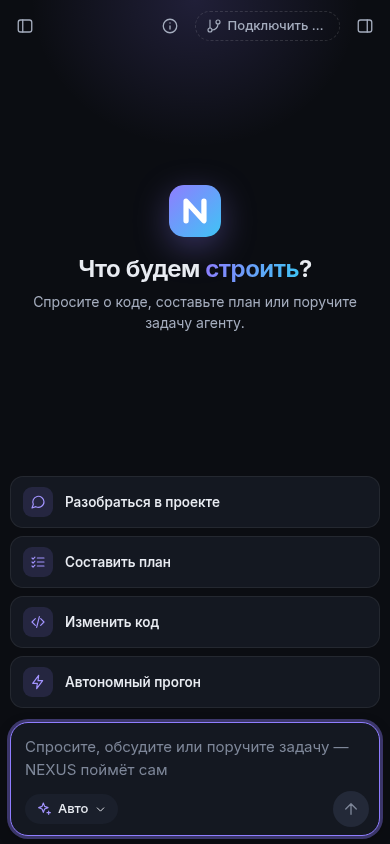 Подключить ...
N
Что будем строить?
Спросите о коде, составьте план или поручите
задачу агенту.
Разобраться в проекте
Составить план
Изменить код
Автономный прогон
Спросите, обсудите или поручите задачу —
NEXUS поймёт сам
Авто